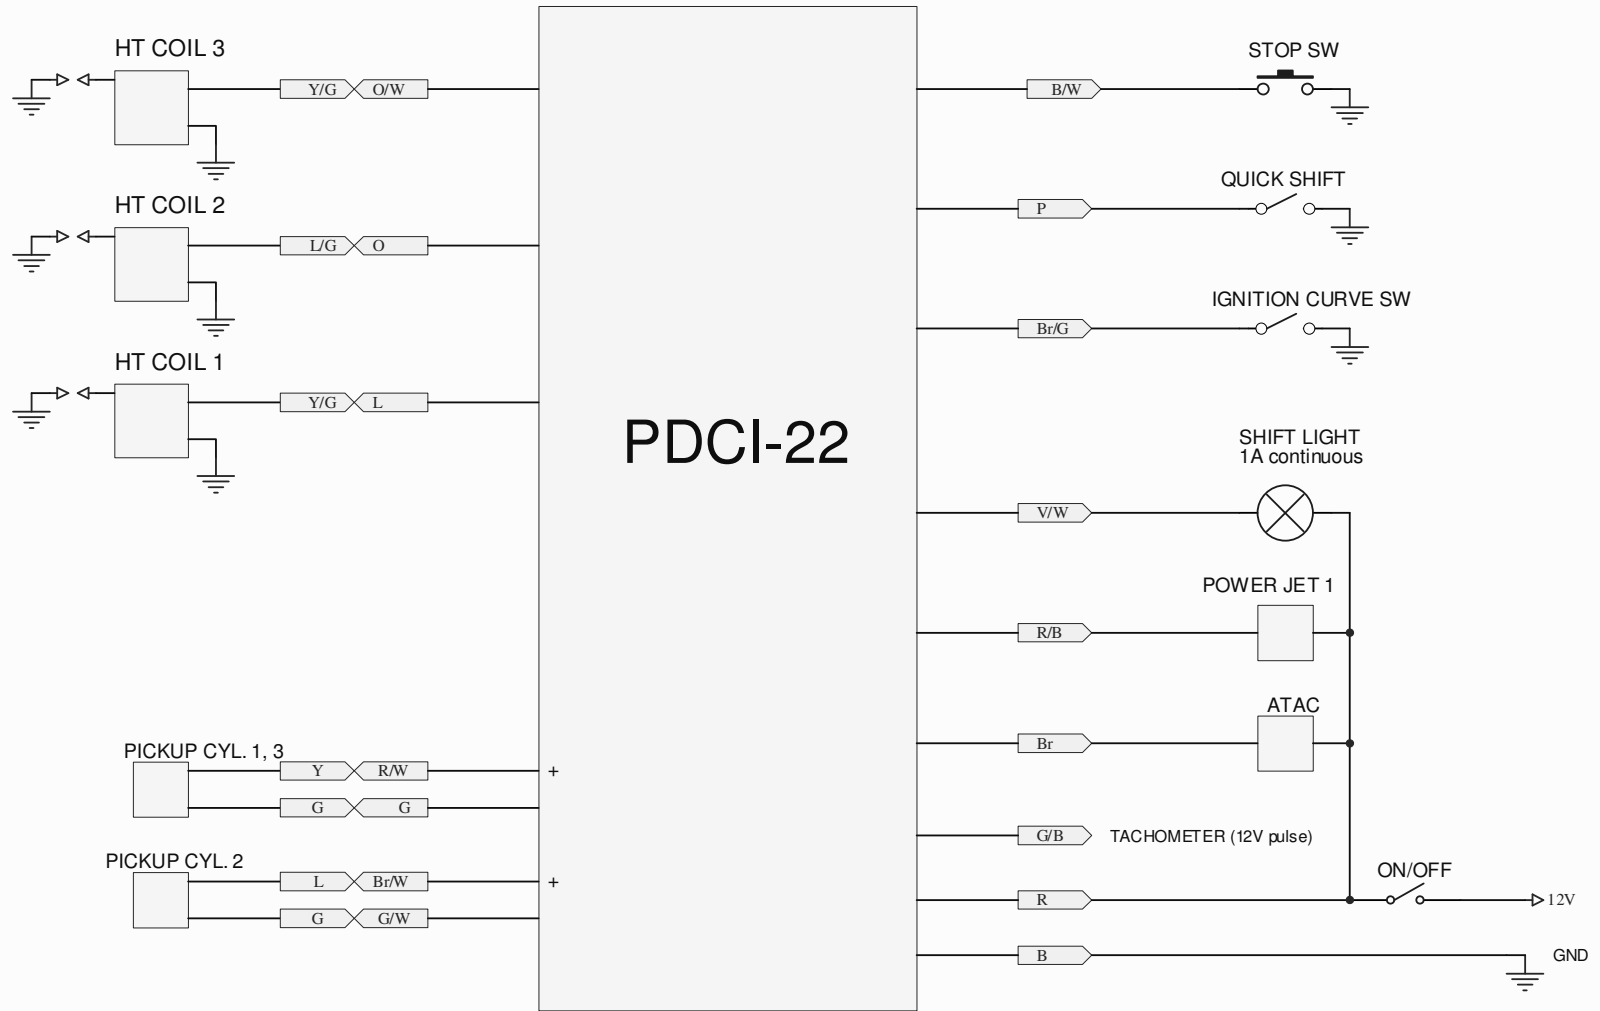 HT COIL 3
Y/G O/W
HT COIL 2
L/G O
HT COIL 1
Y/G L
PICKUP CYL. 1, 3
Y R/W +
G G
PICKUP CYL. 2
L Br/W +
G G/W
PDCI-22
STOP SW
B/W
QUICK SHIFT
P
IGNITION CURVE SW
Br/G
SHIFT LIGHT
1A continuous
V/W
POWER JET 1
R/B
ATAC
Br
G/B TACHOMETER (12V pulse)
ON/OFF
R 12V
B GND